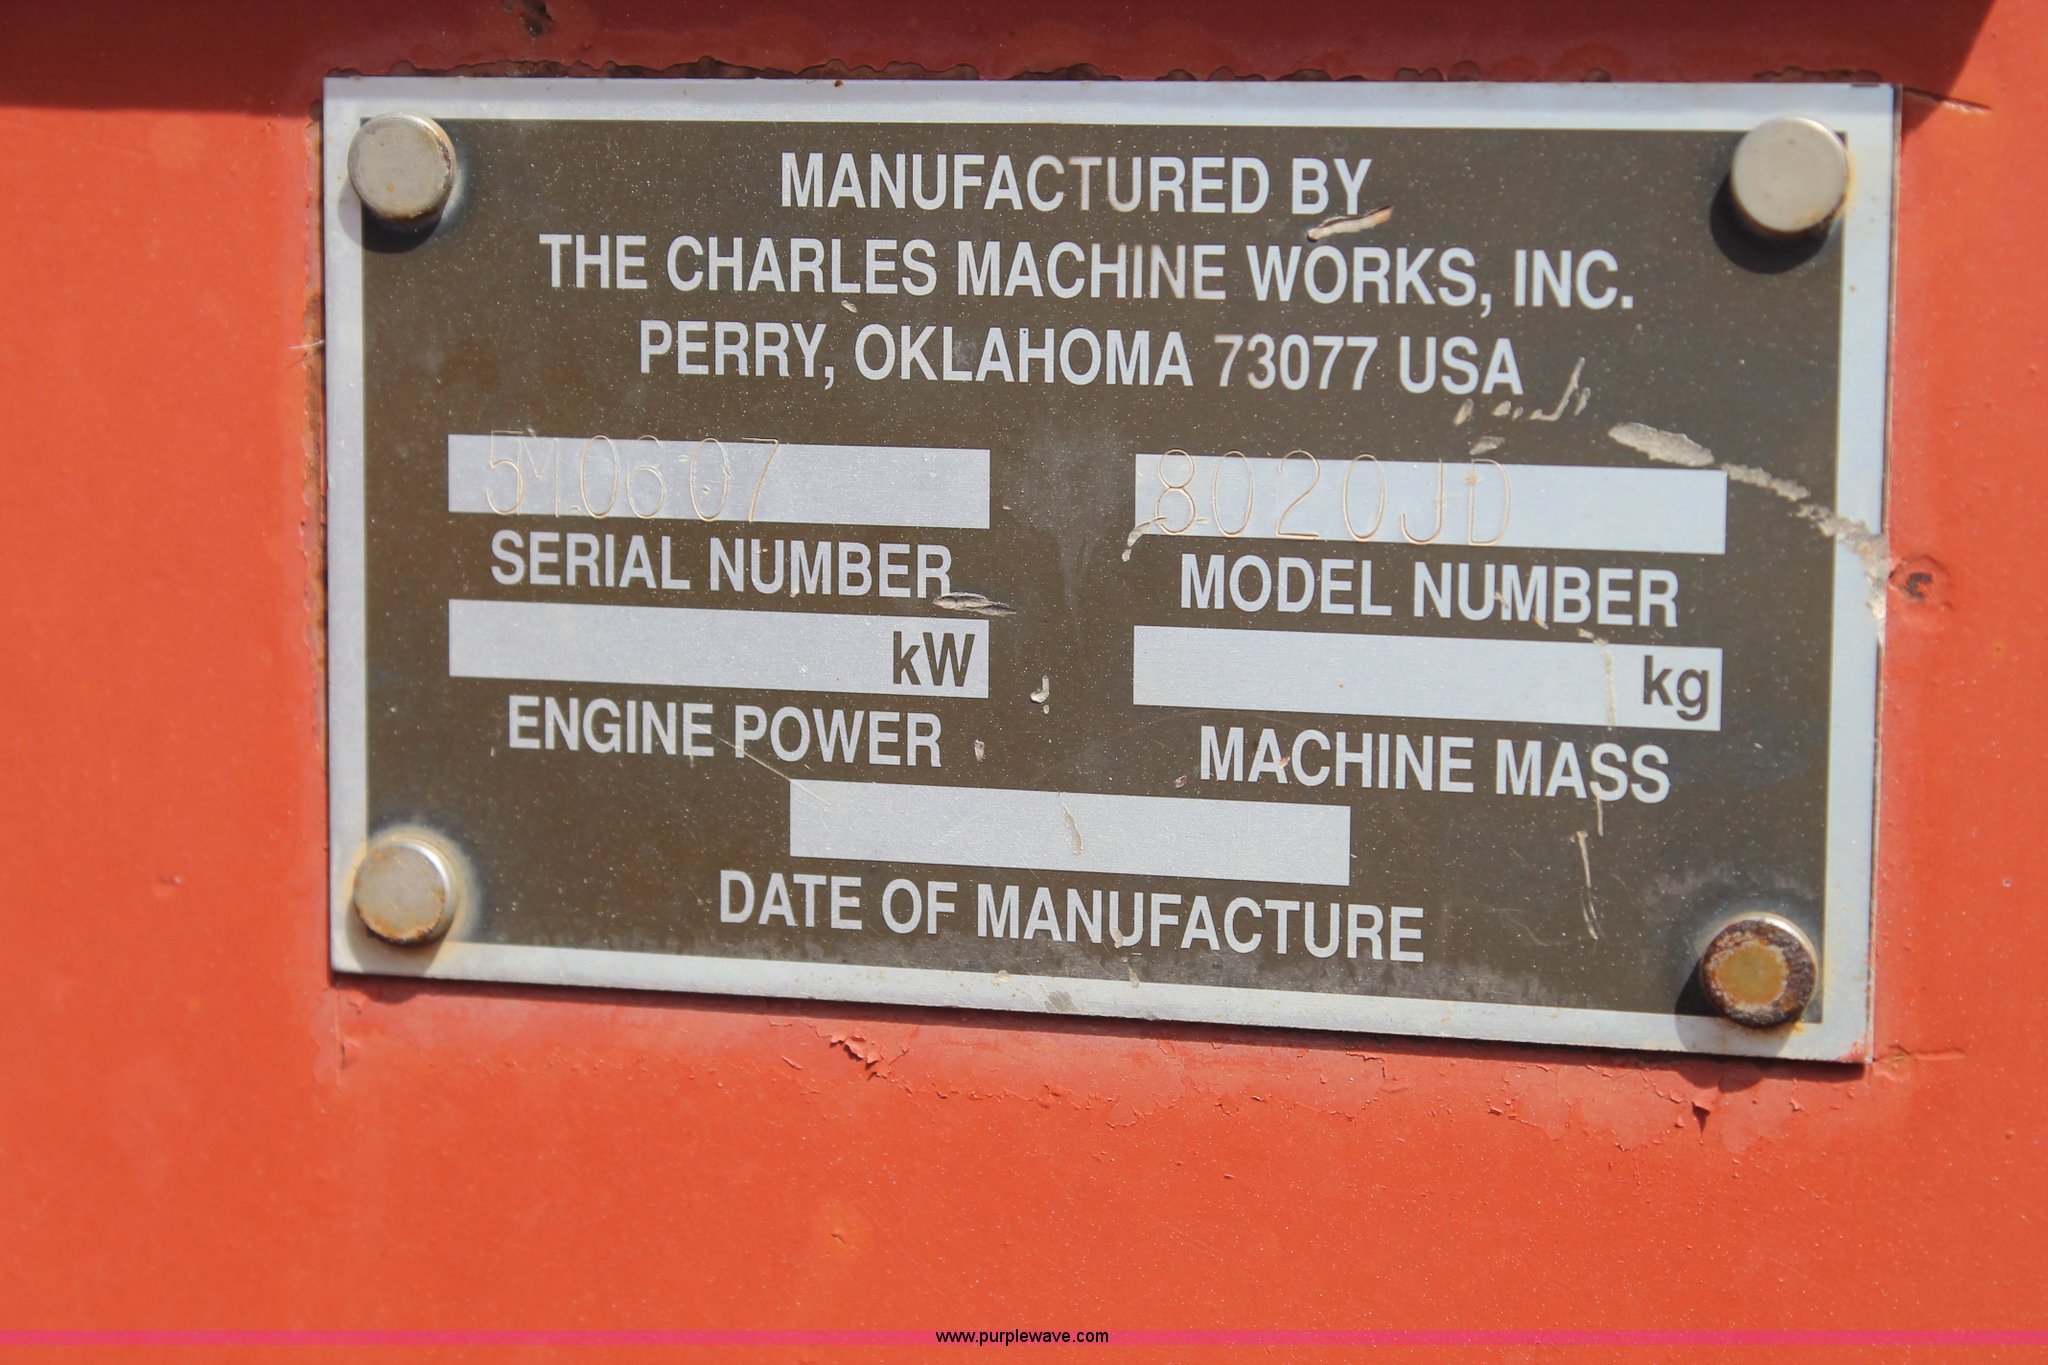 MANUFACTURED BY
THE CHARLES MACHINE WORKS, INC.
PERRY, OKLAHOMA 73077 USA
5M0607 8020JD
SERIAL NUMBER MODEL NUMBER
kW kg
ENGINE POWER MACHINE MASS
DATE OF MANUFACTURE
www.purplewave.com